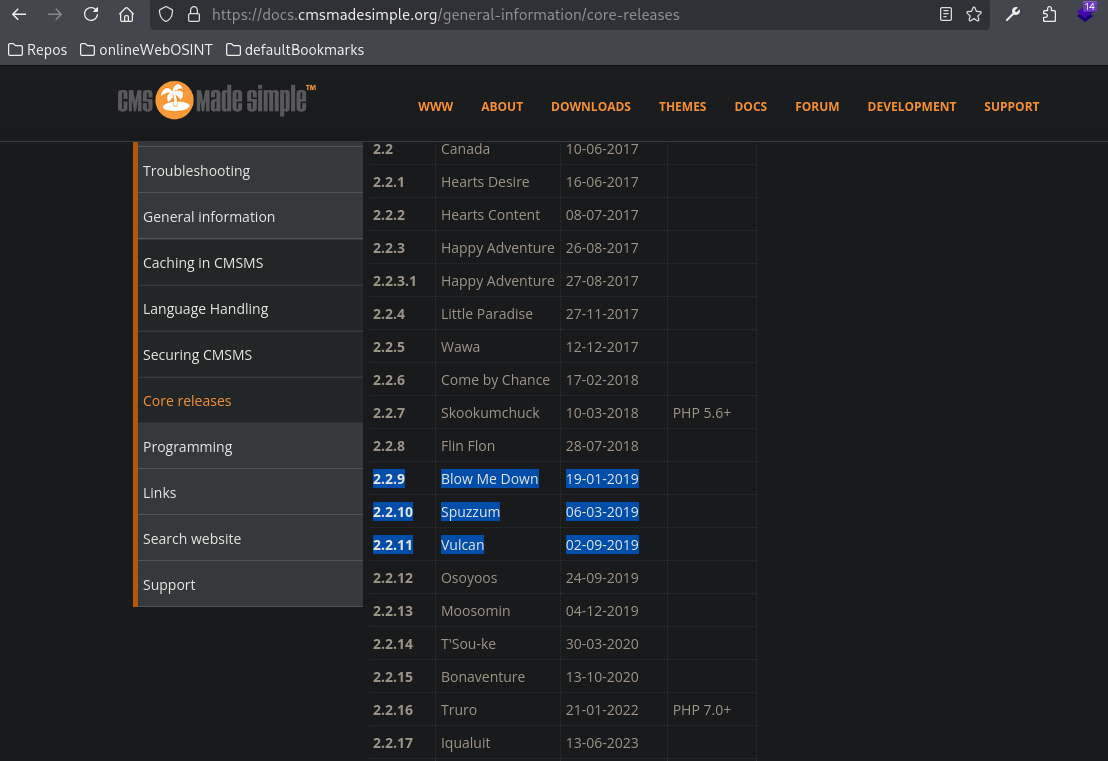 https://docs.cmsmadesimple.org/general-information/core-releases
14
Repos onlineWebOSINT defaultBookmarks
CMS made simple™
WWW ABOUT DOWNLOADS THEMES DOCS FORUM DEVELOPMENT SUPPORT
Troubleshooting
General information
Caching in CMSMS
Language Handling
Securing CMSMS
Core releases
Programming
Links
Search website
Support
2.2 Canada 10-06-2017
2.2.1 Hearts Desire 16-06-2017
2.2.2 Hearts Content 08-07-2017
2.2.3 Happy Adventure 26-08-2017
2.2.3.1 Happy Adventure 27-08-2017
2.2.4 Little Paradise 27-11-2017
2.2.5 Wawa 12-12-2017
2.2.6 Come by Chance 17-02-2018
2.2.7 Skookumchuck 10-03-2018 PHP 5.6+
2.2.8 Flin Flon 28-07-2018
2.2.9 Blow Me Down 19-01-2019
2.2.10 Spuzzum 06-03-2019
2.2.11 Vulcan 02-09-2019
2.2.12 Osoyoos 24-09-2019
2.2.13 Moosomin 04-12-2019
2.2.14 T'Sou-ke 30-03-2020
2.2.15 Bonaventure 13-10-2020
2.2.16 Truro 21-01-2022 PHP 7.0+
2.2.17 Iqualuit 13-06-2023